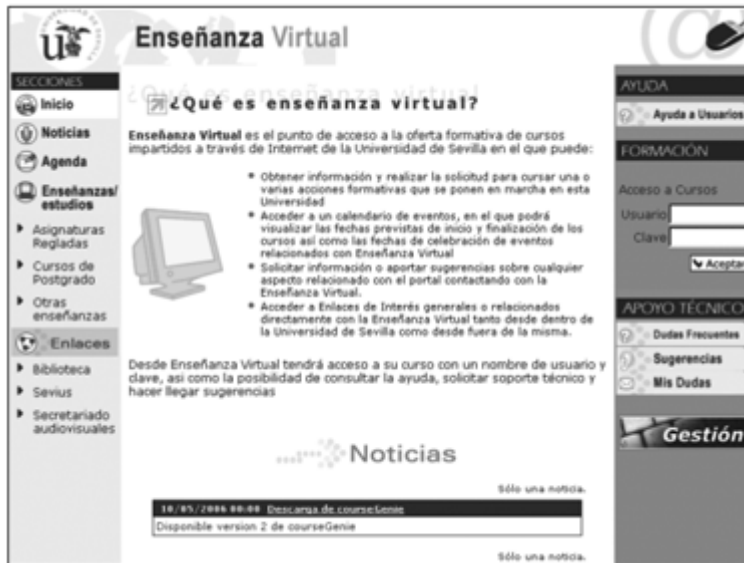 Enseñanza Virtual
SECCIONES
Inicio
Noticias
Agenda
Enseñanzas/
estudios
Asignaturas
Regladas
Cursos de
Postgrado
Otras
enseñanzas
Enlaces
Biblioteca
Sevius
Secretariado
audiovisuales
¿Qué es enseñanza virtual?
¿Qué es enseñanza virtual?
Enseñanza Virtual es el punto de acceso a la oferta formativa de cursos
impartidos a través de Internet de la Universidad de Sevilla en el que puede:
* Obtener información y realizar la solicitud para cursar una o
varias acciones formativas que se ponen en marcha en esta
Universidad
* Acceder a un calendario de eventos, en el que podrá
visualizar las fechas previstas de inicio y finalización de los
cursos así como las fechas de celebración de eventos
relacionados con Enseñanza Virtual
* Solicitar información o aportar sugerencias sobre cualquier
aspecto relacionado con el portal contactando con la
Enseñanza Virtual.
* Acceder a Enlaces de Interés generales o relacionados
directamente con la Enseñanza Virtual tanto desde dentro de
la Universidad de Sevilla como desde fuera de la misma.
Desde Enseñanza Virtual tendrá acceso a su curso con un nombre de usuario y
clave, asi como la posibilidad de consultar la ayuda, solicitar soporte técnico y
hacer llegar sugerencias
Noticias
Sólo una noticia.
10/05/2006 00:00 Descarga de courseGenie
Disponible version 2 de courseGenie
Sólo una noticia.
AYUDA
Ayuda a Usuarios
FORMACIÓN
Acceso a Cursos
Usuario
Clave
Aceptar
APOYO TÉCNICO
Dudas Frecuentes
Sugerencias
Mis Dudas
Gestión